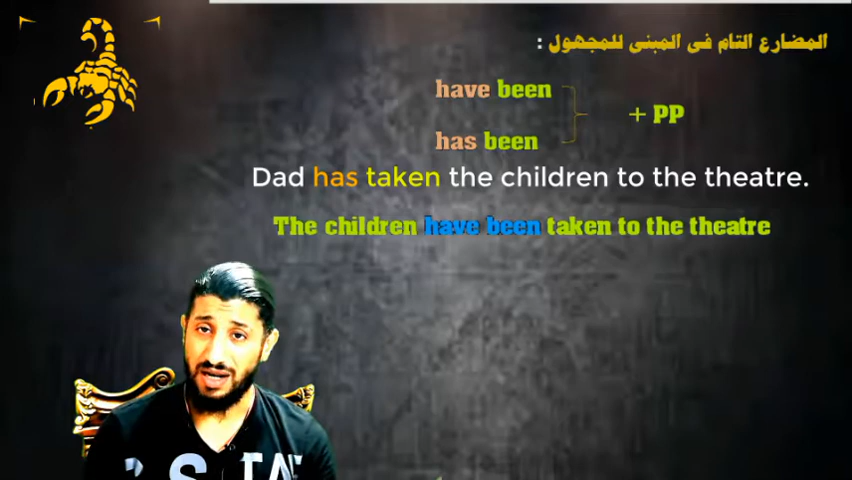 المضارع التام فى المبنى للمجهول :
have been
+ PP
has been
Dad has taken the children to the theatre.
The children have been taken to the theatre